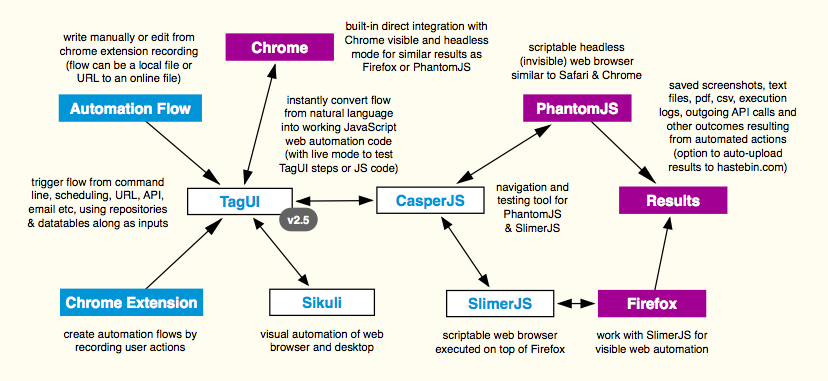 write manually or edit from
chrome extension recording
(flow can be a local file or
URL to an online file)
Automation Flow
Chrome
built-in direct integration with
Chrome visible and headless
mode for similar results as
Firefox or PhantomJS
instantly convert flow
from natural language
into working JavaScript
web automation code
(with live mode to test
TagUI steps or JS code)
scriptable headless
(invisible) web browser
similar to Safari & Chrome
PhantomJS
saved screenshots, text
files, pdf, csv, execution
logs, outgoing API calls and
other outcomes resulting
from automated actions
(option to auto-upload
results to hastebin.com)
trigger flow from command
line, scheduling, URL, API,
email etc, using repositories
& datatables along as inputs
TagUI
v2.5
CasperJS
navigation and
testing tool for
PhantomJS
& SlimerJS
Results
Chrome Extension
create automation flows by
recording user actions
Sikuli
visual automation of web
browser and desktop
SlimerJS
scriptable web browser
executed on top of Firefox
Firefox
work with SlimerJS for
visible web automation